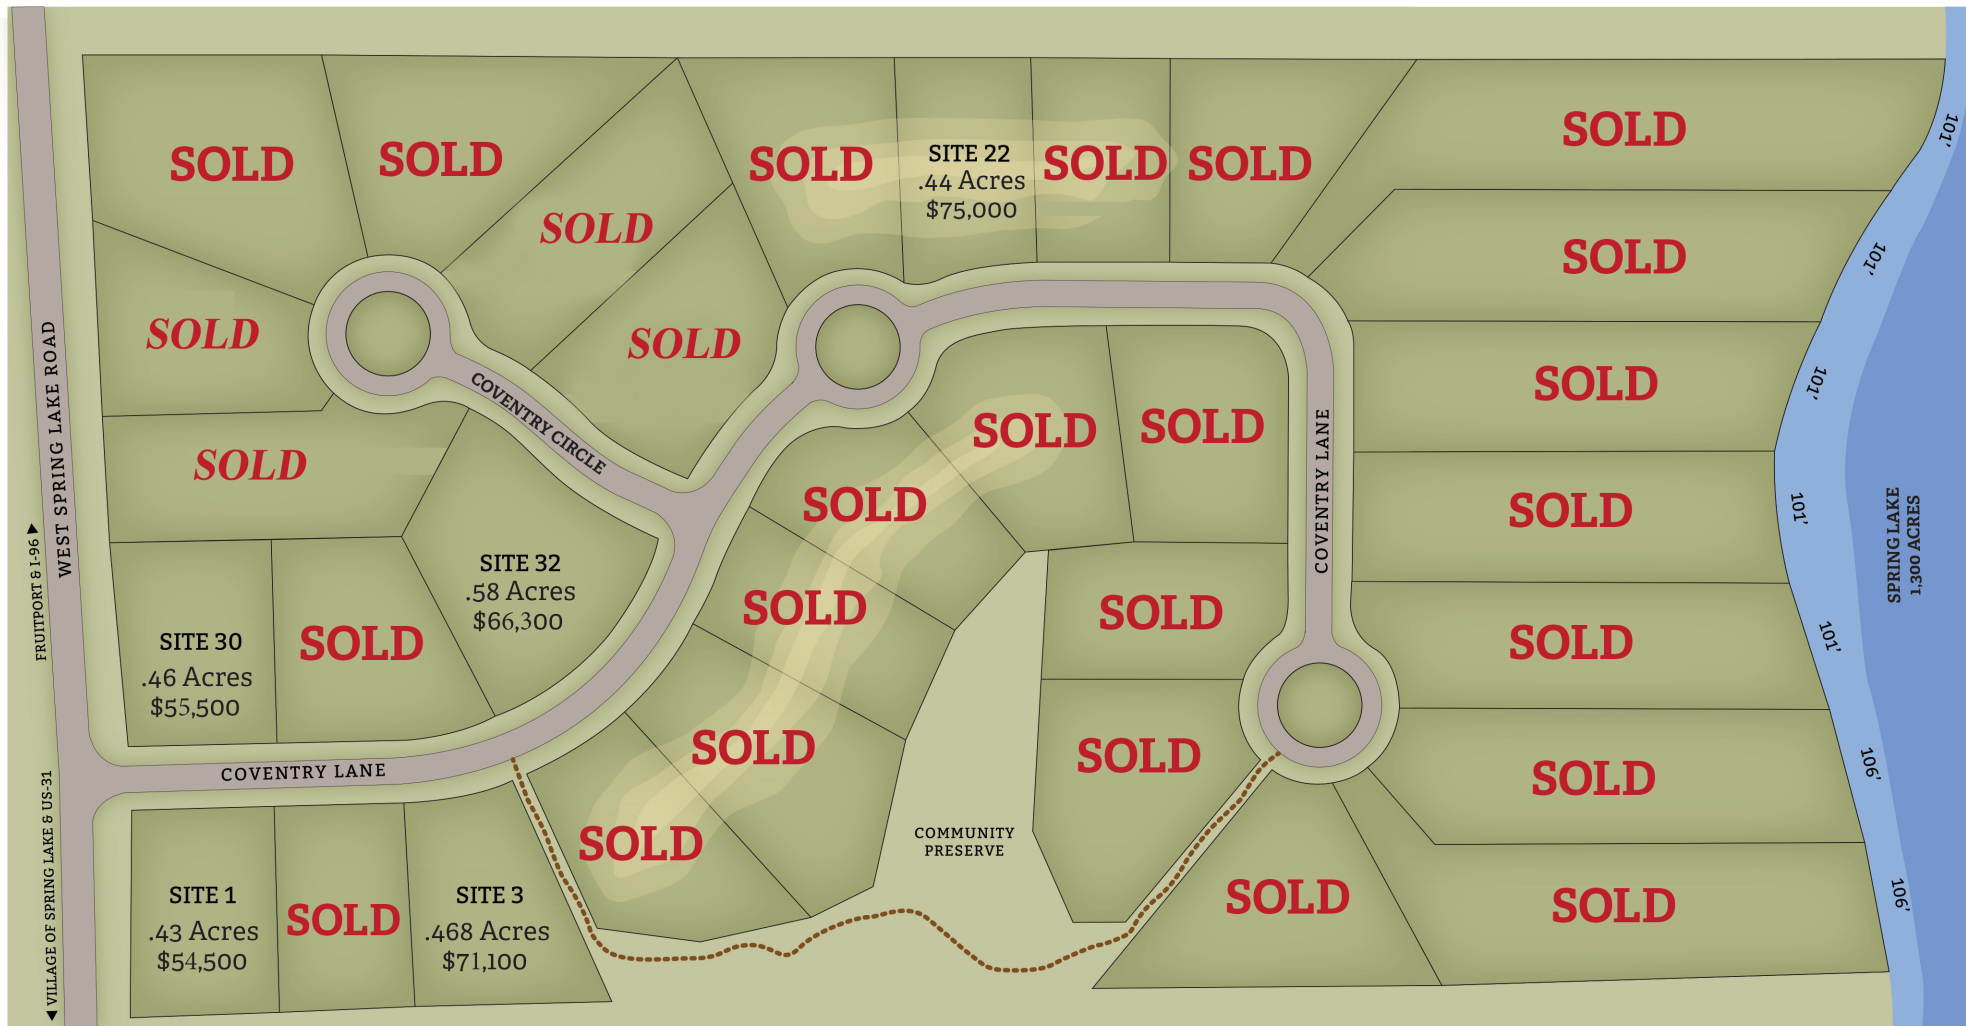 SOLD
SOLD
SOLD
SOLD
SITE 22
.44 Acres
$75,000
SOLD
SOLD
SOLD
101'
SOLD
101'
SOLD
SOLD
SOLD
101'
WEST SPRING LAKE ROAD
COVENTRY CIRCLE
SOLD
SOLD
SOLD
COVENTRY LANE
SOLD
SOLD
101'
SPRING LAKE
1,300 ACRES
FRUITPORT & I-96
SITE 32
.58 Acres
$66,300
SOLD
SOLD
SOLD
101'
SITE 30
.46 Acres
$55,500
SOLD
SOLD
SOLD
SOLD
106'
COVENTRY LANE
VILLAGE OF SPRING LAKE & US-31
SOLD
COMMUNITY
PRESERVE
SITE 1
.43 Acres
$54,500
SOLD
SITE 3
.468 Acres
$71,100
SOLD
SOLD
106'